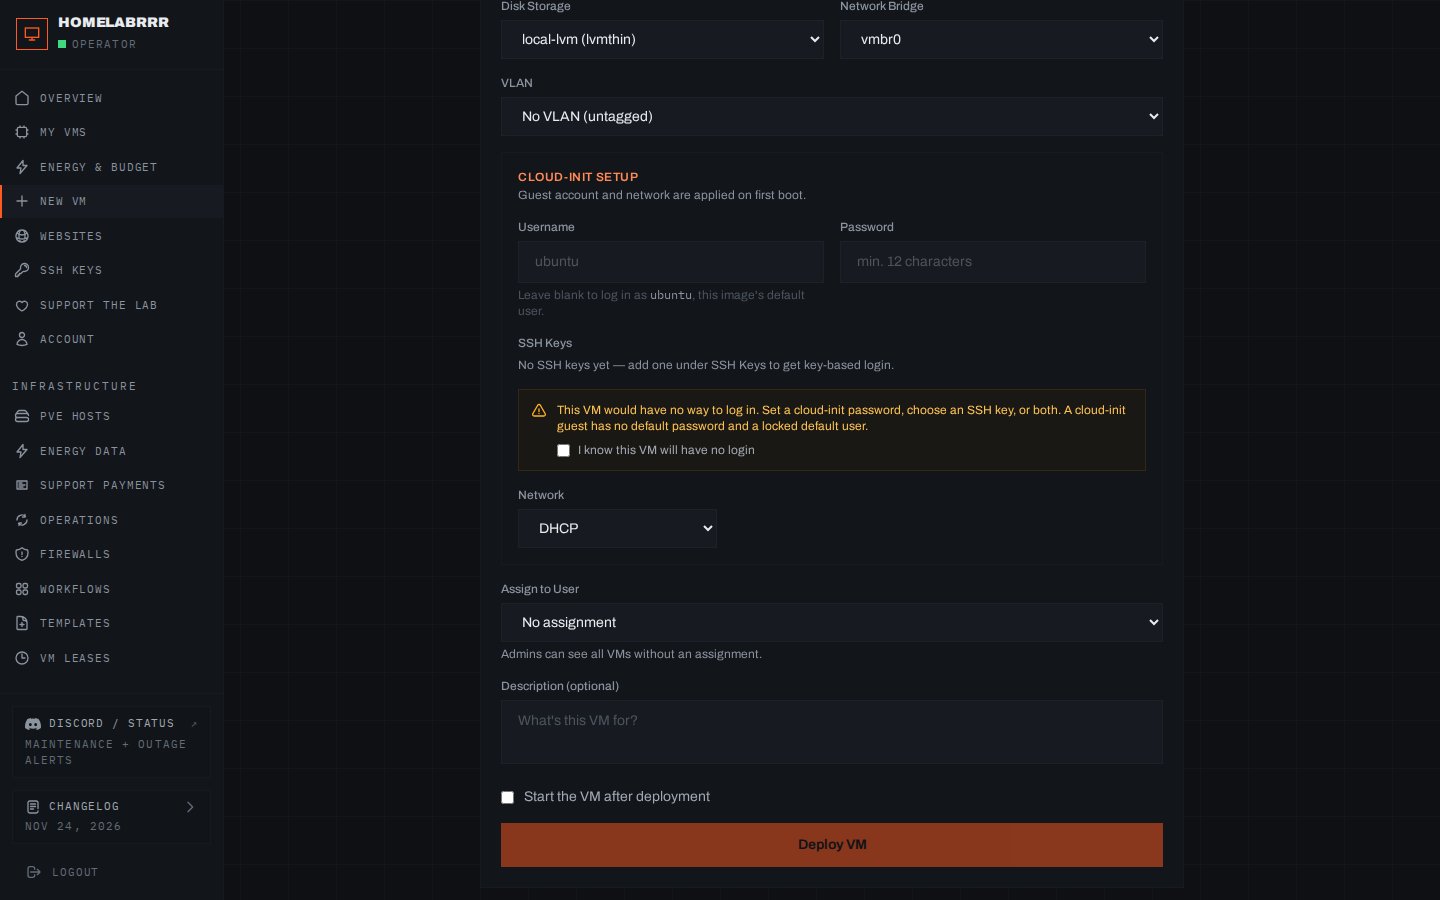 HOMELABRRR
OPERATOR
OVERVIEW
MY VMS
ENERGY & BUDGET
NEW VM
WEBSITES
SSH KEYS
SUPPORT THE LAB
ACCOUNT
INFRASTRUCTURE
PVE HOSTS
ENERGY DATA
SUPPORT PAYMENTS
OPERATIONS
FIREWALLS
WORKFLOWS
TEMPLATES
VM LEASES
DISCORD / STATUS ↗
MAINTENANCE + OUTAGE
ALERTS
CHANGELOG
NOV 24, 2026
LOGOUT
Disk Storage
local-lvm (lvmthin)
Network Bridge
vmbr0
VLAN
No VLAN (untagged)
CLOUD-INIT SETUP
Guest account and network are applied on first boot.
Username
ubuntu
Leave blank to log in as ubuntu, this image's default
user.
Password
min. 12 characters
SSH Keys
No SSH keys yet — add one under SSH Keys to get key-based login.
This VM would have no way to log in. Set a cloud-init password, choose an SSH key, or both. A cloud-init
guest has no default password and a locked default user.
I know this VM will have no login
Network
DHCP
Assign to User
No assignment
Admins can see all VMs without an assignment.
Description (optional)
What's this VM for?
Start the VM after deployment
Deploy VM